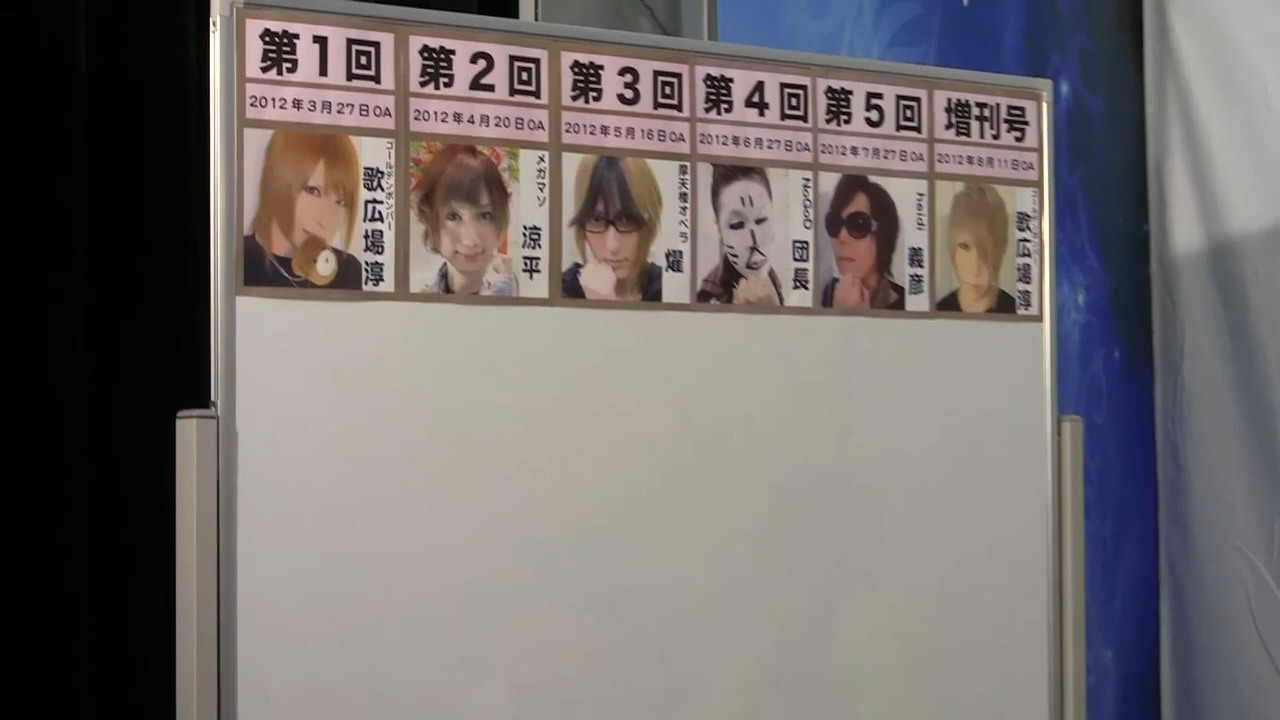 第1回
2012年3月27日OA
ゴールデンボンバー
歌広場淳
第2回
2012年4月20日OA
メガマソ
涼平
第3回
2012年5月16日OA
摩天楼オペラ
燿
第4回
2012年6月27日OA
NoGoD
団長
第5回
2012年7月27日OA
heidi
義彦
増刊号
2012年8月11日OA
歌広場淳